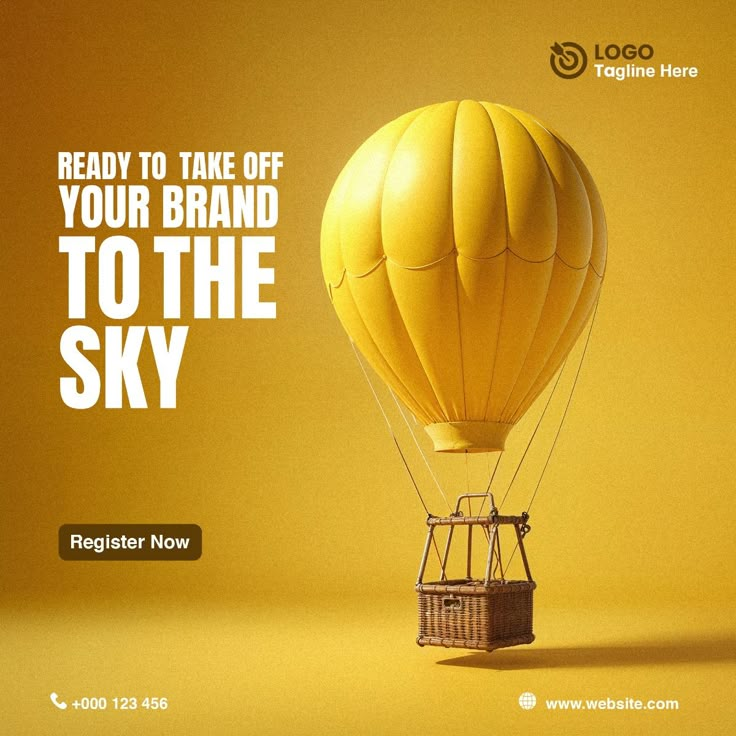 LOGO
Tagline Here
READY TO TAKE OFF
YOUR BRAND
TO THE
SKY
Register Now
+000 123 456
www.website.com